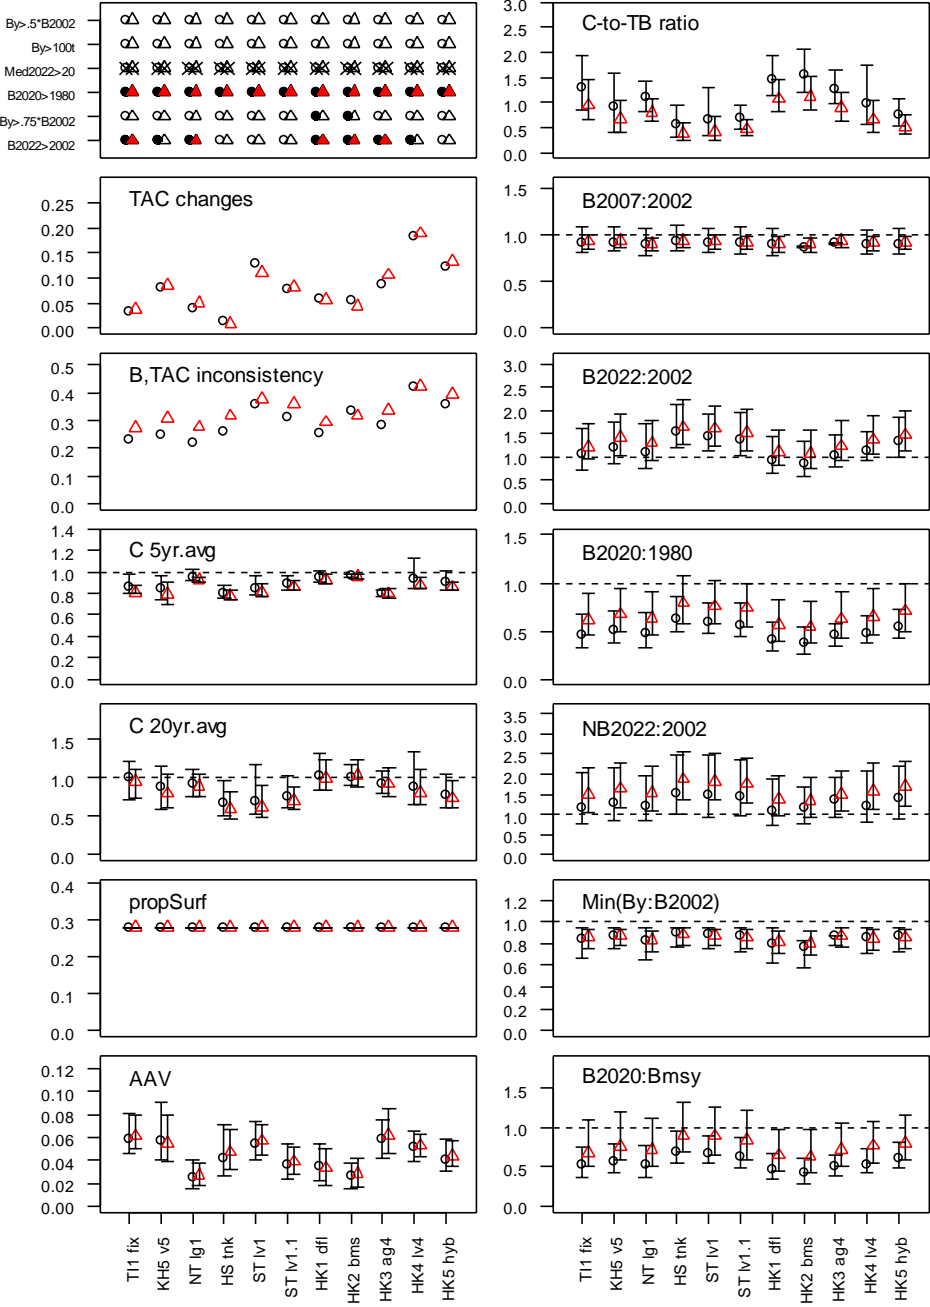 By>.5*B2002
By>100t
Med2022>20
B2020>1980
By>.75*B2002
B2022>2002
TAC changes
0.25
0.20
0.15
0.10
0.05
0.00
B,TAC inconsistency
0.5
0.4
0.3
0.2
0.1
0.0
C 5yr.avg
1.4
1.2
1.0
0.8
0.6
0.4
0.2
0.0
C 20yr.avg
1.5
1.0
0.5
0.0
propSurf
0.4
0.3
0.2
0.1
0.0
AAV
0.12
0.10
0.08
0.06
0.04
0.02
0.00
TI1 fix
KH5 v5
NT lg1
HS tnk
ST lv1
ST lv1.1
HK1 dfl
HK2 bms
HK3 ag4
HK4 lv4
HK5 hyb
C-to-TB ratio
3.0
2.5
2.0
1.5
1.0
0.5
0.0
B2007:2002
1.5
1.0
0.5
0.0
B2022:2002
3.0
2.5
2.0
1.5
1.0
0.5
0.0
B2020:1980
1.5
1.0
0.5
0.0
NB2022:2002
3.5
3.0
2.5
2.0
1.5
1.0
0.5
0.0
Min(By:B2002)
1.2
1.0
0.8
0.6
0.4
0.2
0.0
B2020:Bmsy
1.5
1.0
0.5
0.0
TI1 fix
KH5 v5
NT lg1
HS tnk
ST lv1
ST lv1.1
HK1 dfl
HK2 bms
HK3 ag4
HK4 lv4
HK5 hyb